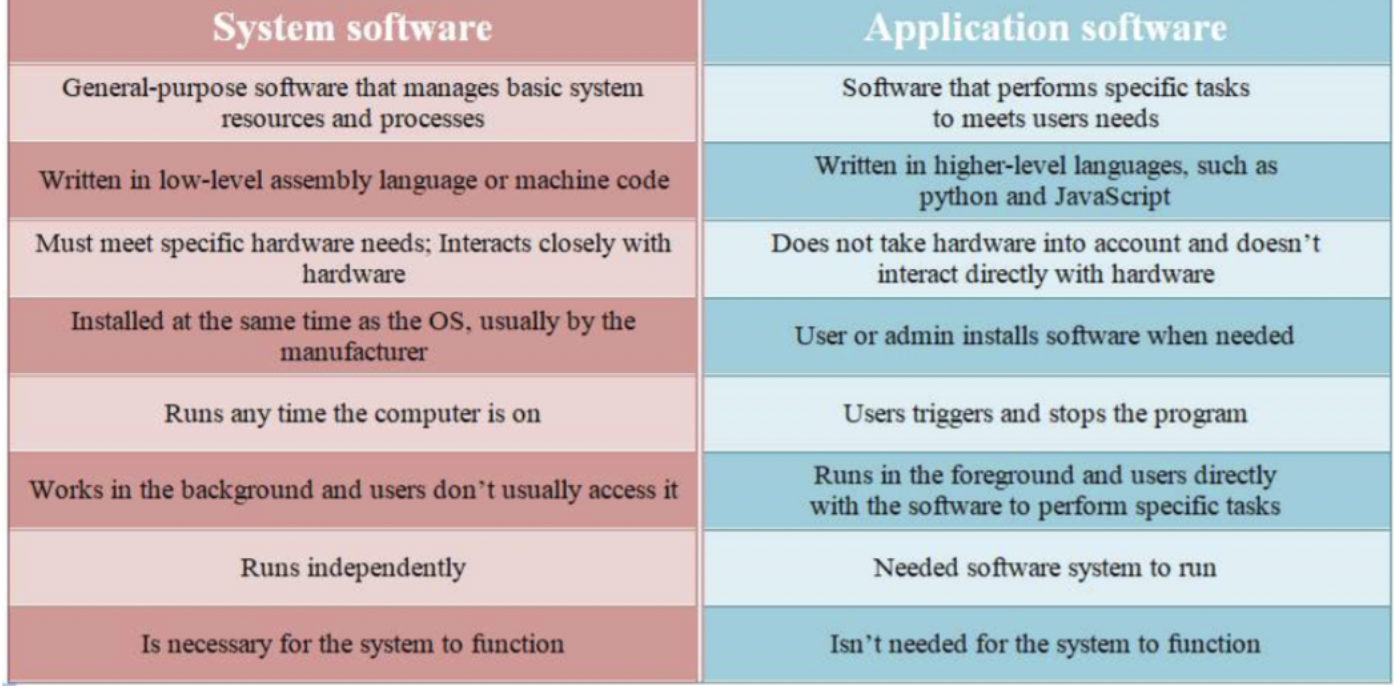 System software
Application software
General-purpose software that manages basic system
resources and processes
Software that performs specific tasks
to meets users needs
Written in low-level assembly language or machine code
Written in higher-level languages, such as
python and JavaScript
Must meet specific hardware needs; Interacts closely with
hardware
Does not take hardware into account and doesn't
interact directly with hardware
Installed at the same time as the OS, usually by the
manufacturer
User or admin installs software when needed
Runs any time the computer is on
Users triggers and stops the program
Works in the background and users don't usually access it
Runs in the foreground and users directly
with the software to perform specific tasks
Runs independently
Needed software system to run
Is necessary for the system to function
Isn't needed for the system to function